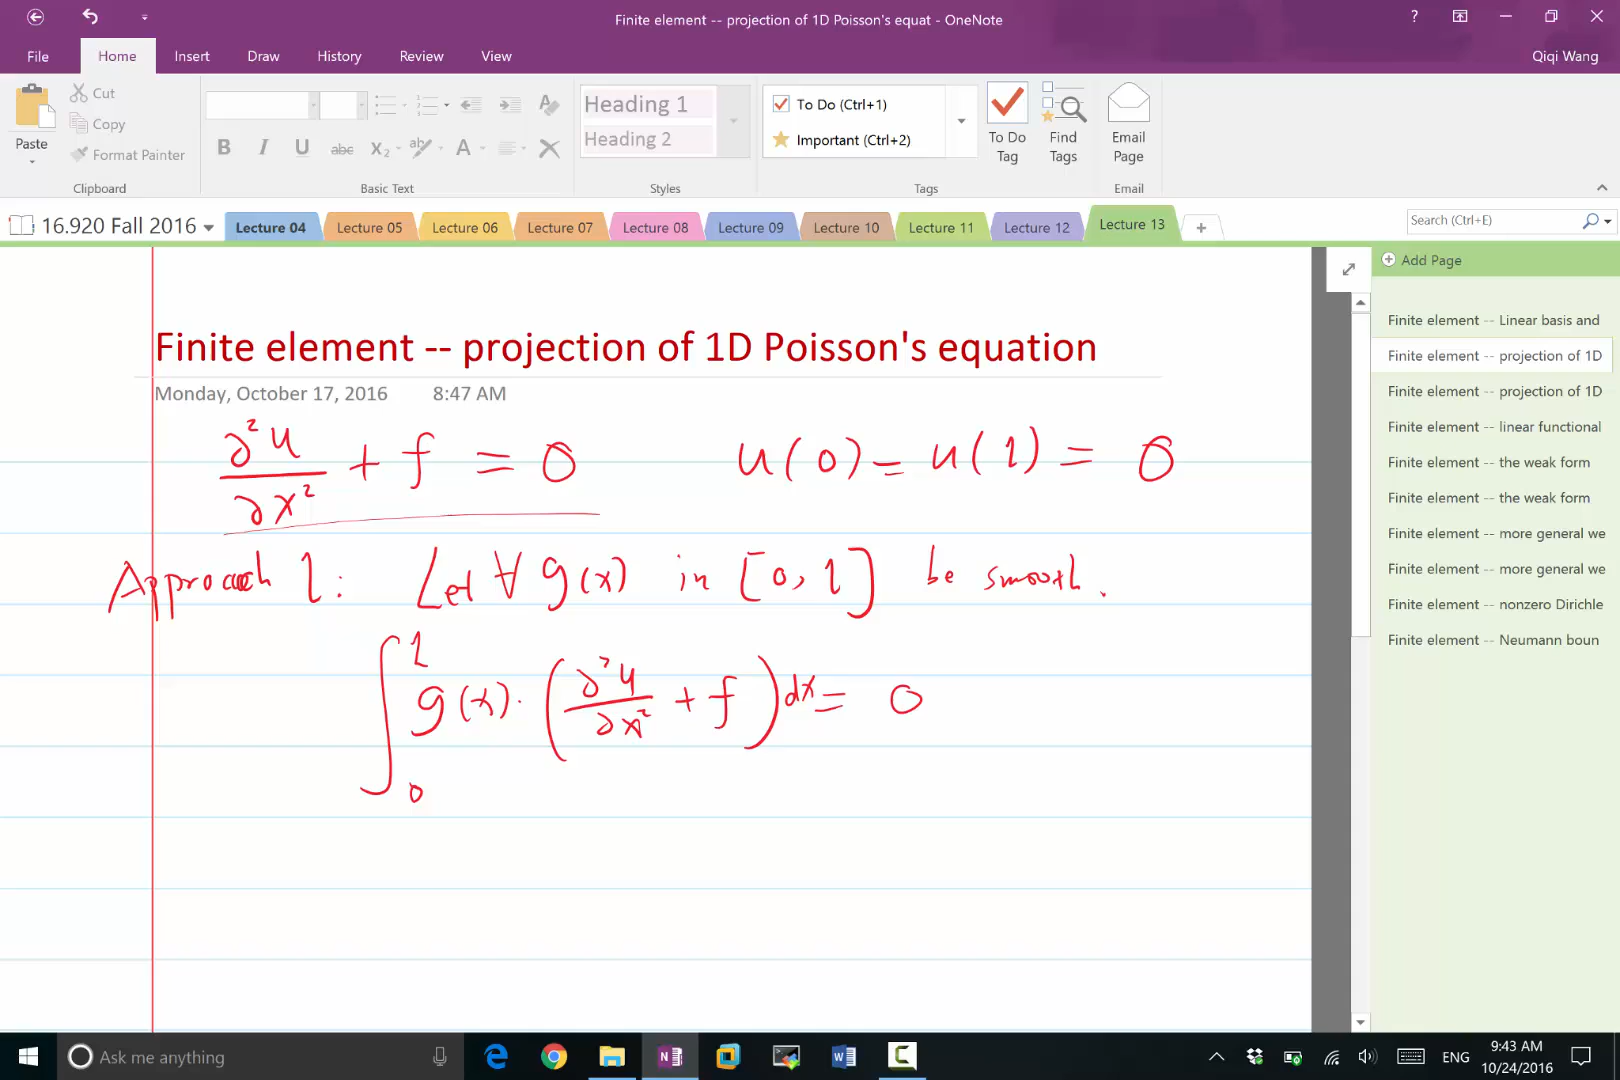 Finite element -- projection of 1D Poisson's equat - OneNote
?
File
Home
Insert
Draw
History
Review
View
Qiqi Wang
Paste
Cut
Copy
Format Painter
Clipboard
B I U abc X₂ A
Basic Text
Heading 1
Heading 2
Styles
To Do (Ctrl+1)
Important (Ctrl+2)
To Do Tag
Find Tags
Tags
Email Page
Email
16.920 Fall 2016
Lecture 04
Lecture 05
Lecture 06
Lecture 07
Lecture 08
Lecture 09
Lecture 10
Lecture 11
Lecture 12
Lecture 13
Search (Ctrl+E)
Add Page
Finite element -- Linear basis and
Finite element -- projection of 1D
Finite element -- projection of 1D
Finite element -- linear functional
Finite element -- the weak form
Finite element -- the weak form
Finite element -- more general we
Finite element -- more general we
Finite element -- nonzero Dirichle
Finite element -- Neumann boun
Finite element -- projection of 1D Poisson's equation
Monday, October 17, 2016 8:47 AM
∂²u/∂x² + f = 0 u(0) = u(1) = 0
Approach 1: Let ∀ g(x) in [0, 1] be smooth.
∫₀¹ g(x) · (∂²u/∂x² + f) dx = 0
Ask me anything
ENG
9:43 AM
10/24/2016